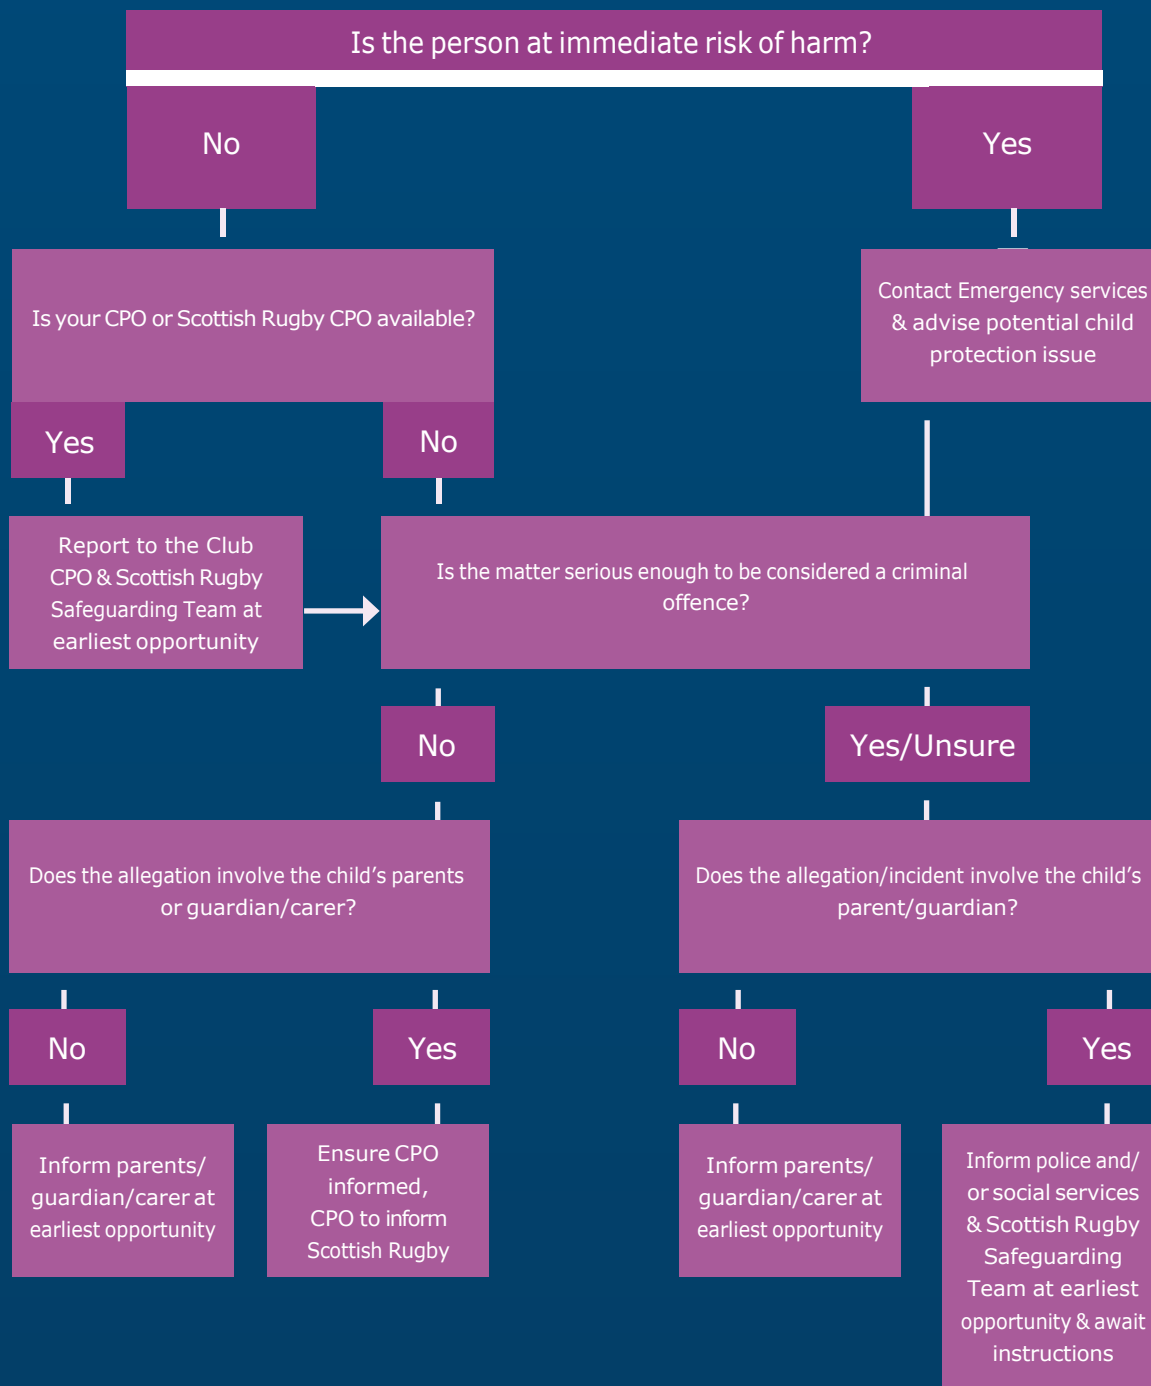 Is the person at immediate risk of harm?
No
Yes
Is your CPO or Scottish Rugby CPO available?
Contact Emergency services
& advise potential child
protection issue
Yes
No
Report to the Club
CPO & Scottish Rugby
Safeguarding Team at
earliest opportunity
Is the matter serious enough to be considered a criminal
offence?
No
Yes/Unsure
Does the allegation involve the child’s parents
or guardian/carer?
Does the allegation/incident involve the child’s
parent/guardian?
No
Yes
No
Yes
Inform parents/
guardian/carer at
earliest opportunity
Ensure CPO
informed,
CPO to inform
Scottish Rugby
Inform parents/
guardian/carer at
earliest opportunity
Inform police and/
or social services
& Scottish Rugby
Safeguarding
Team at earliest
opportunity & await
instructions